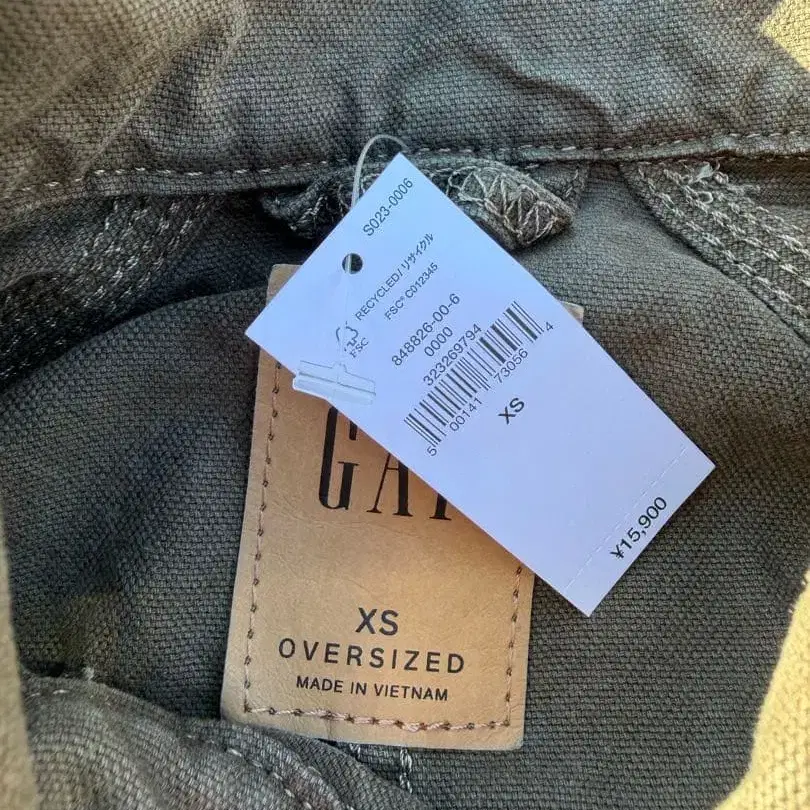 S023-0006
RECYCLED/リサイクル
FSC® C012345
FSC
848826-00-6
0000
323269794
5 00141 73056 4
XS
¥15,900
GAP
XS
OVERSIZED
MADE IN VIETNAM